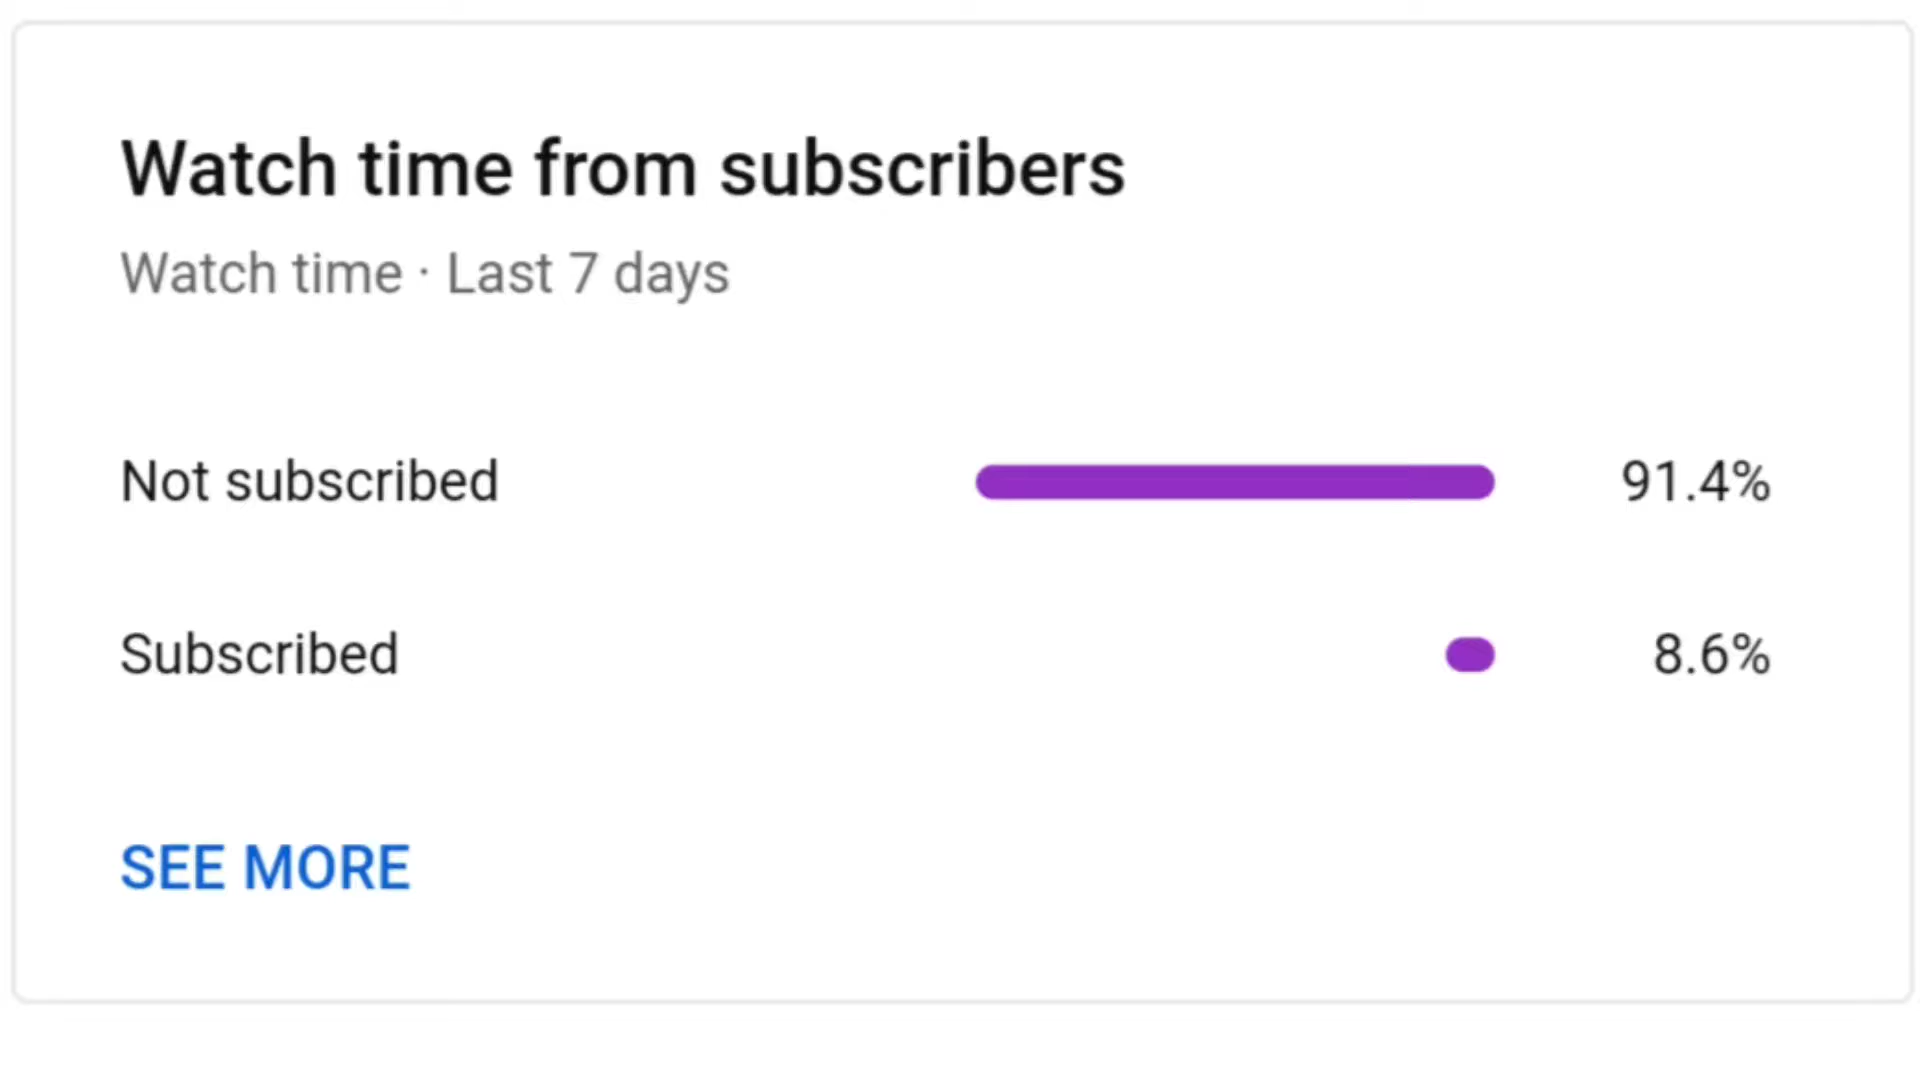 Watch time from subscribers
Watch time · Last 7 days
Not subscribed 91.4%
Subscribed 8.6%
SEE MORE